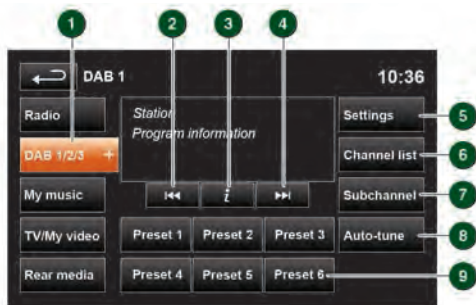 1 2 3 4
DAB 1 10:36
Radio
Station
Program information
Settings 5
DAB 1/2/3 +
Channel list 6
My music
i
Subchannel 7
TV/My video
Preset 1 Preset 2 Preset 3
Auto-tune 8
Rear media
Preset 4 Preset 5 Preset 6 9